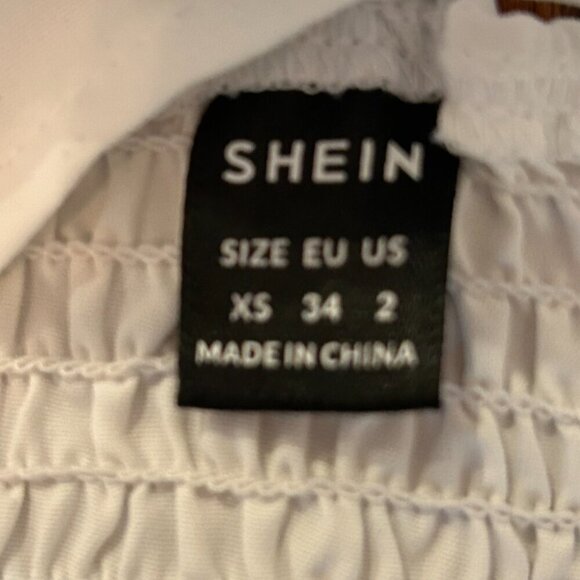 SHEIN
SIZE EU US
XS 34 2
MADE IN CHINA